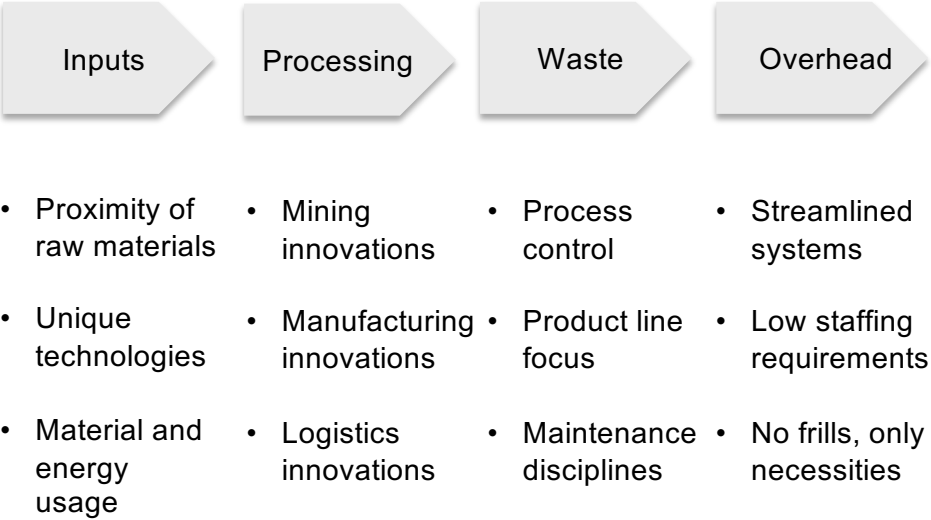 Inputs
Processing
Waste
Overhead
• Proximity of
raw materials
• Unique
technologies
• Material and
energy
usage
• Mining
innovations
• Manufacturing
innovations
• Logistics
innovations
• Process
control
• Product line
focus
• Maintenance
disciplines
• Streamlined
systems
• Low staffing
requirements
• No frills, only
necessities